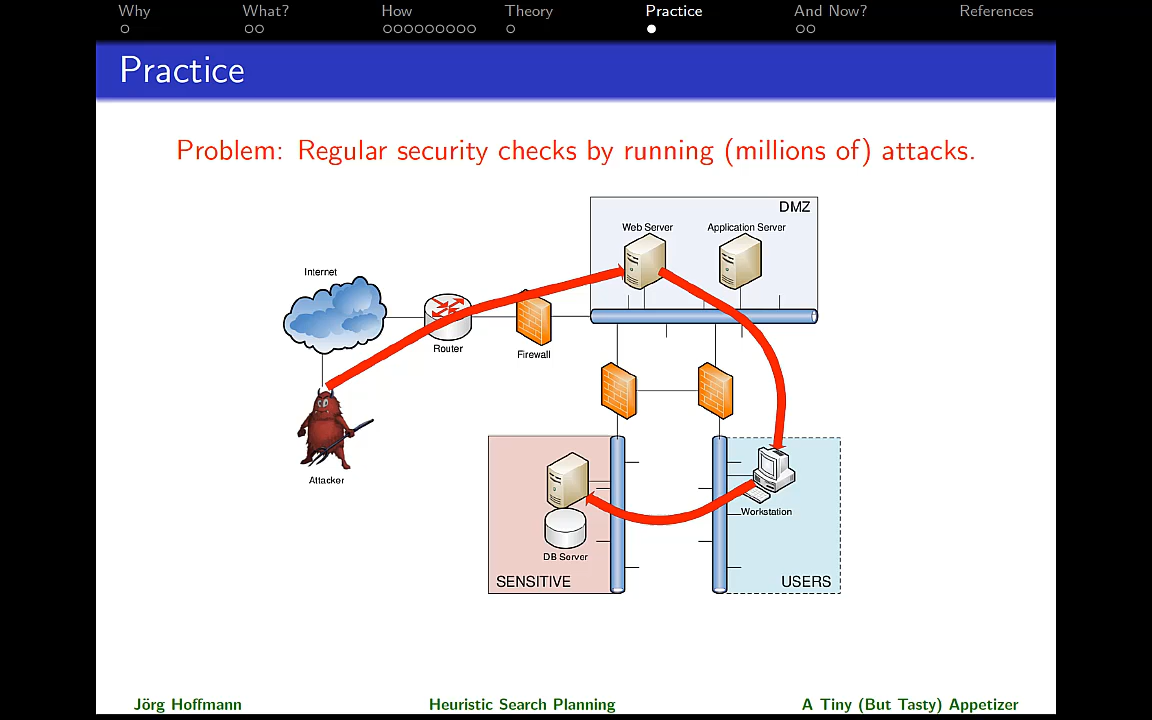 Why What? How Theory Practice And Now? References
Practice
Problem: Regular security checks by running (millions of) attacks.
DMZ
Web Server Application Server
Internet
Router
Firewall
Attacker
Workstation
DB Server
SENSITIVE USERS
Jörg Hoffmann Heuristic Search Planning A Tiny (But Tasty) Appetizer